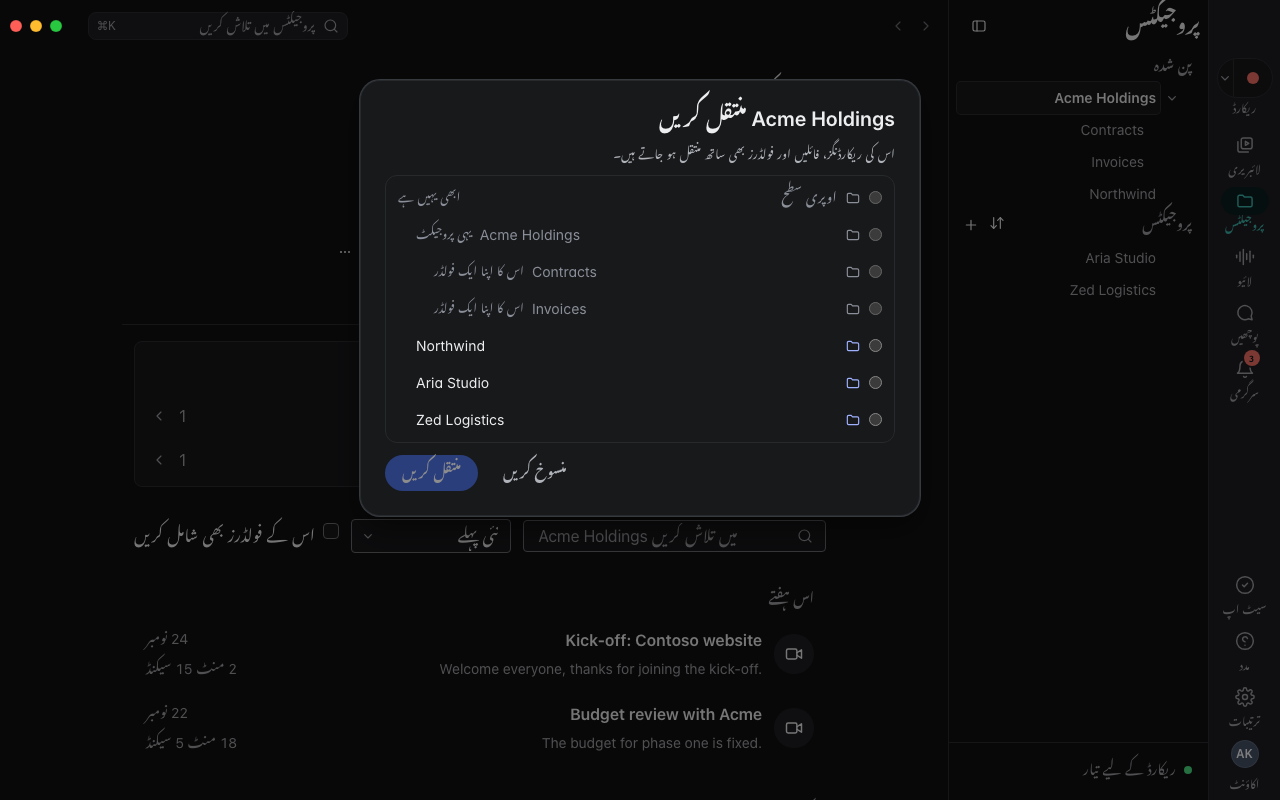 پروجیکٹس میں تلاش کریں
⌘K
پروجیکٹس
پن شدہ
Acme Holdings
Contracts
Invoices
Northwind
پروجیکٹس
Aria Studio
Zed Logistics
ریکارڈ کے لیے تیار
ریکارڈ
لائبریری
پروجیکٹس
لائیو
پوچھیں
3
سرگرمی
سیٹ اپ
مدد
ترتیبات
AK
اکاؤنٹ
Acme Holdings منتقل کریں
اس کی ریکارڈنگز، فائلیں اور فولڈرز بھی ساتھ منتقل ہو جاتے ہیں۔
اوپری سطح ابھی یہیں ہے
Acme Holdings یہی پروجیکٹ
Contracts اس کا اپنا ایک فولڈر
Invoices اس کا اپنا ایک فولڈر
Northwind
Aria Studio
Zed Logistics
منسوخ کریں
منتقل کریں
...
1
1
Acme Holdings میں تلاش کریں
نئی پہلے
اس کے فولڈرز بھی شامل کریں
اس ہفتے
Kick-off: Contoso website
24 نومبر
Welcome everyone, thanks for joining the kick-off.
2 منٹ 15 سیکنڈ
Budget review with Acme
22 نومبر
The budget for phase one is fixed.
18 منٹ 5 سیکنڈ